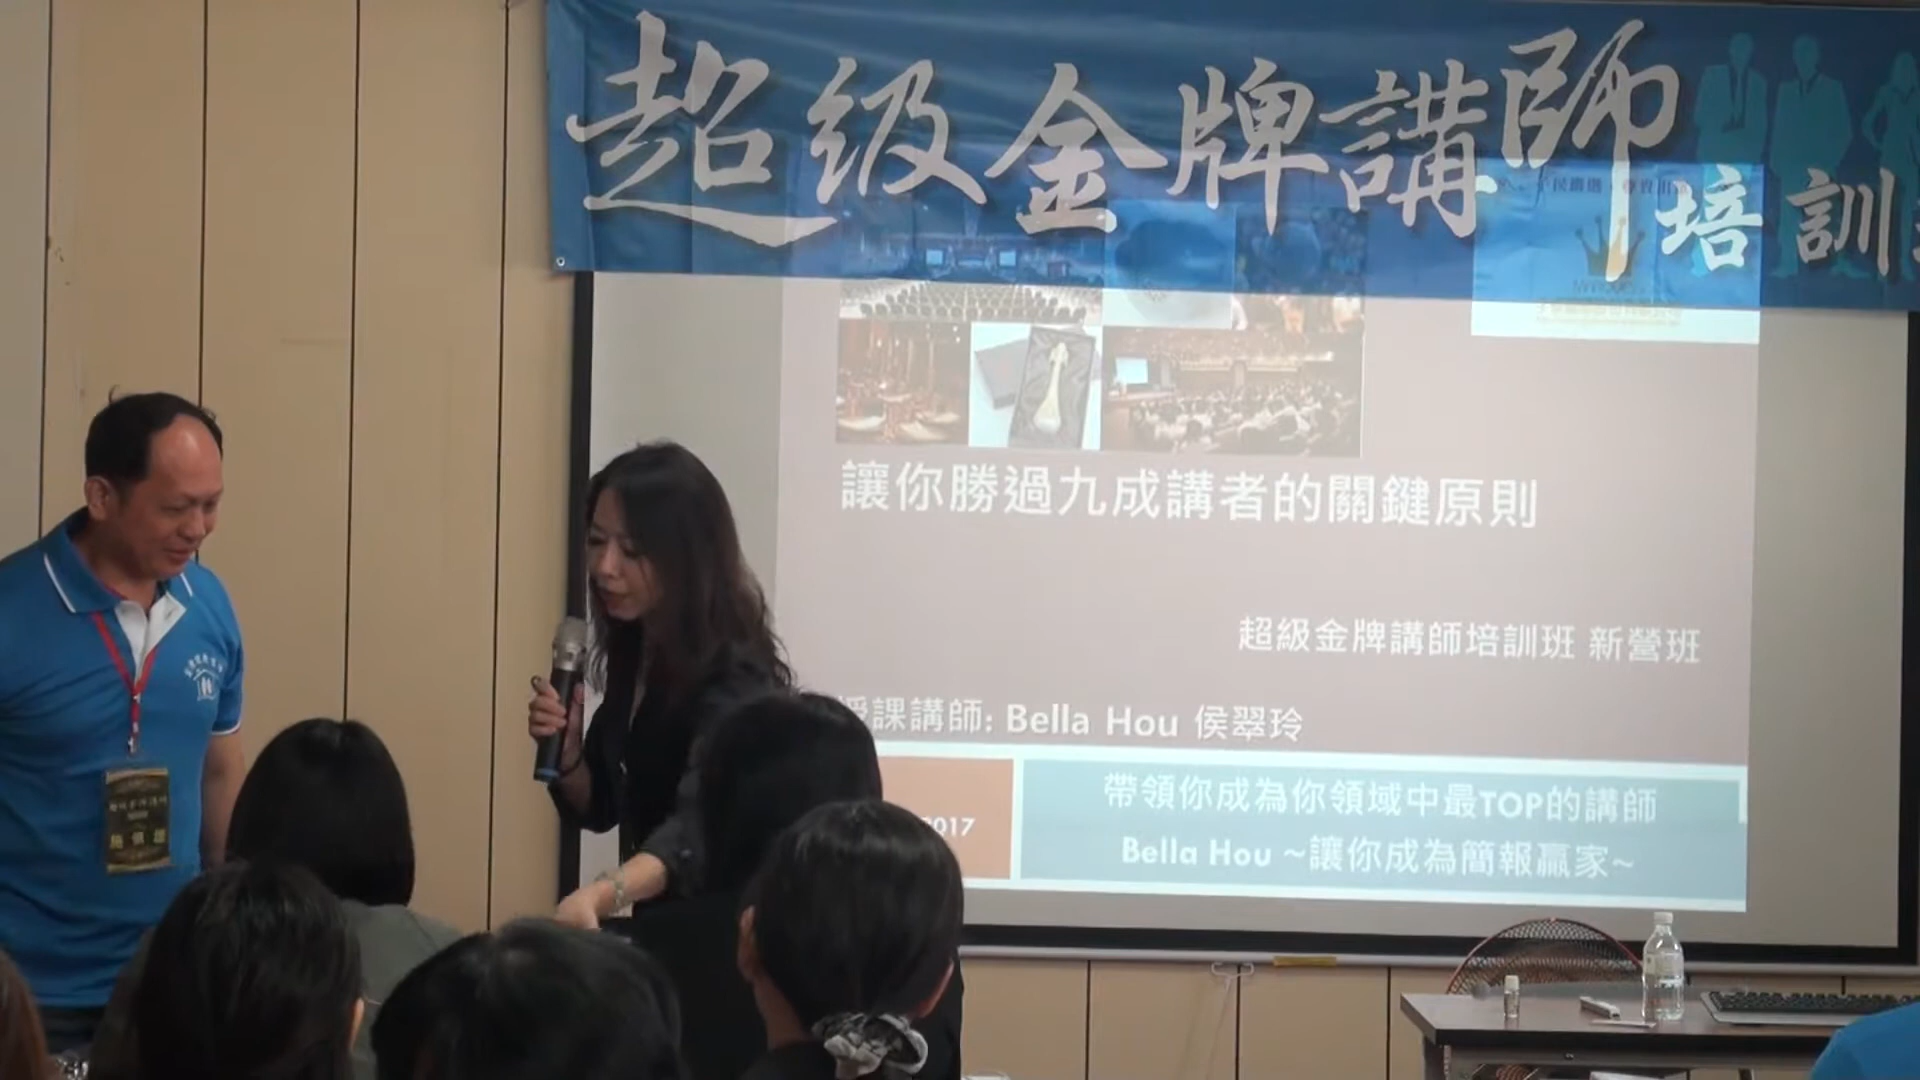 超級金牌講師
培訓
讓你勝過九成講者的關鍵原則
超級金牌講師培訓班 新營班
授課講師: Bella Hou 侯翠玲
2017
帶領你成為你領域中最TOP的講師
Bella Hou ~讓你成為簡報贏家~